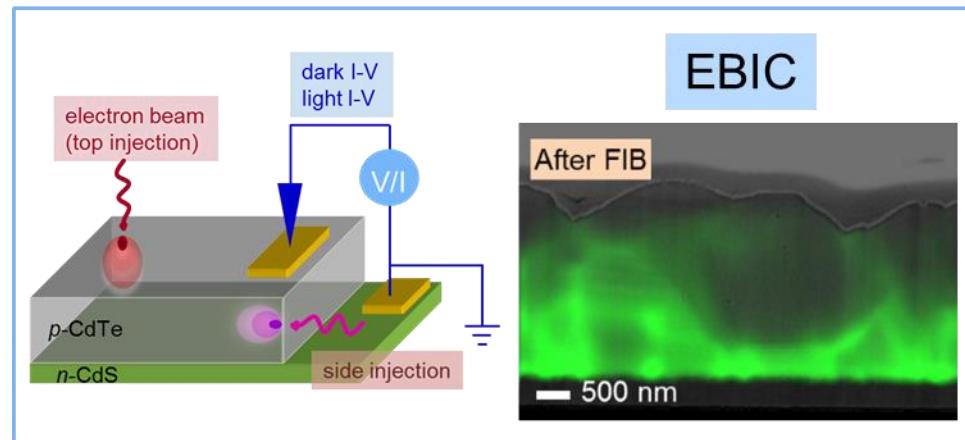 EBIC
dark I-V
light I-V
electron beam
(top injection)
V/I
After FIB
p-CdTe
n-CdS
side injection
500 nm